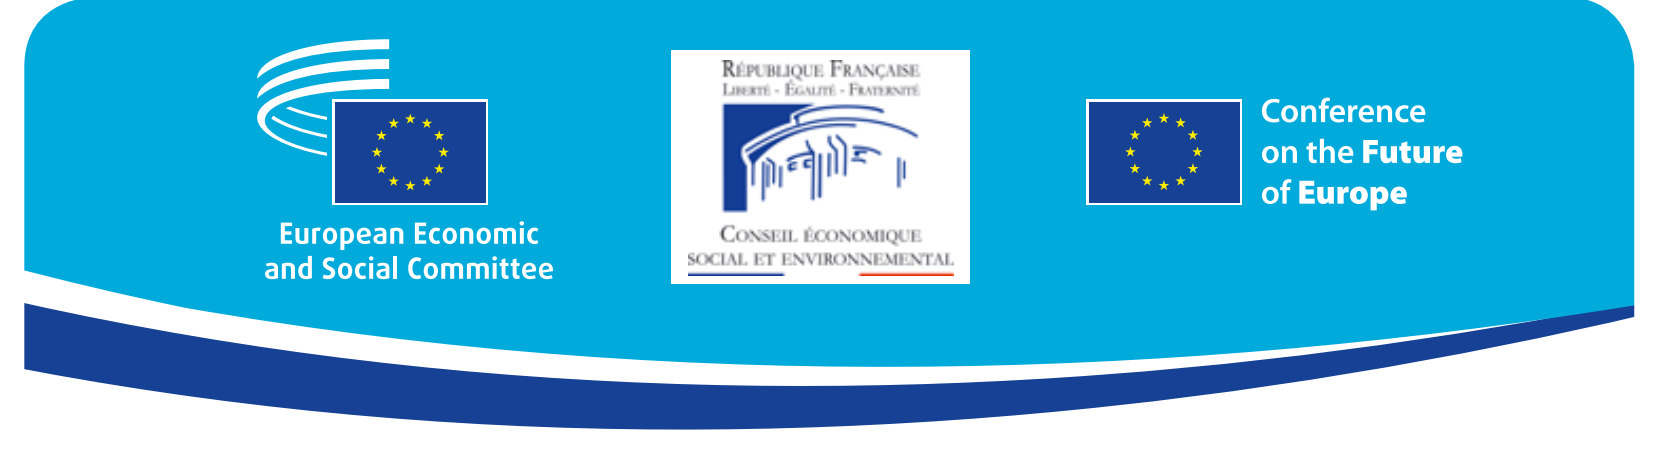 European Economic
and Social Committee
République Française
Liberté - Égalité - Fraternité
Conseil économique
social et environnemental
Conference
on the Future
of Europe